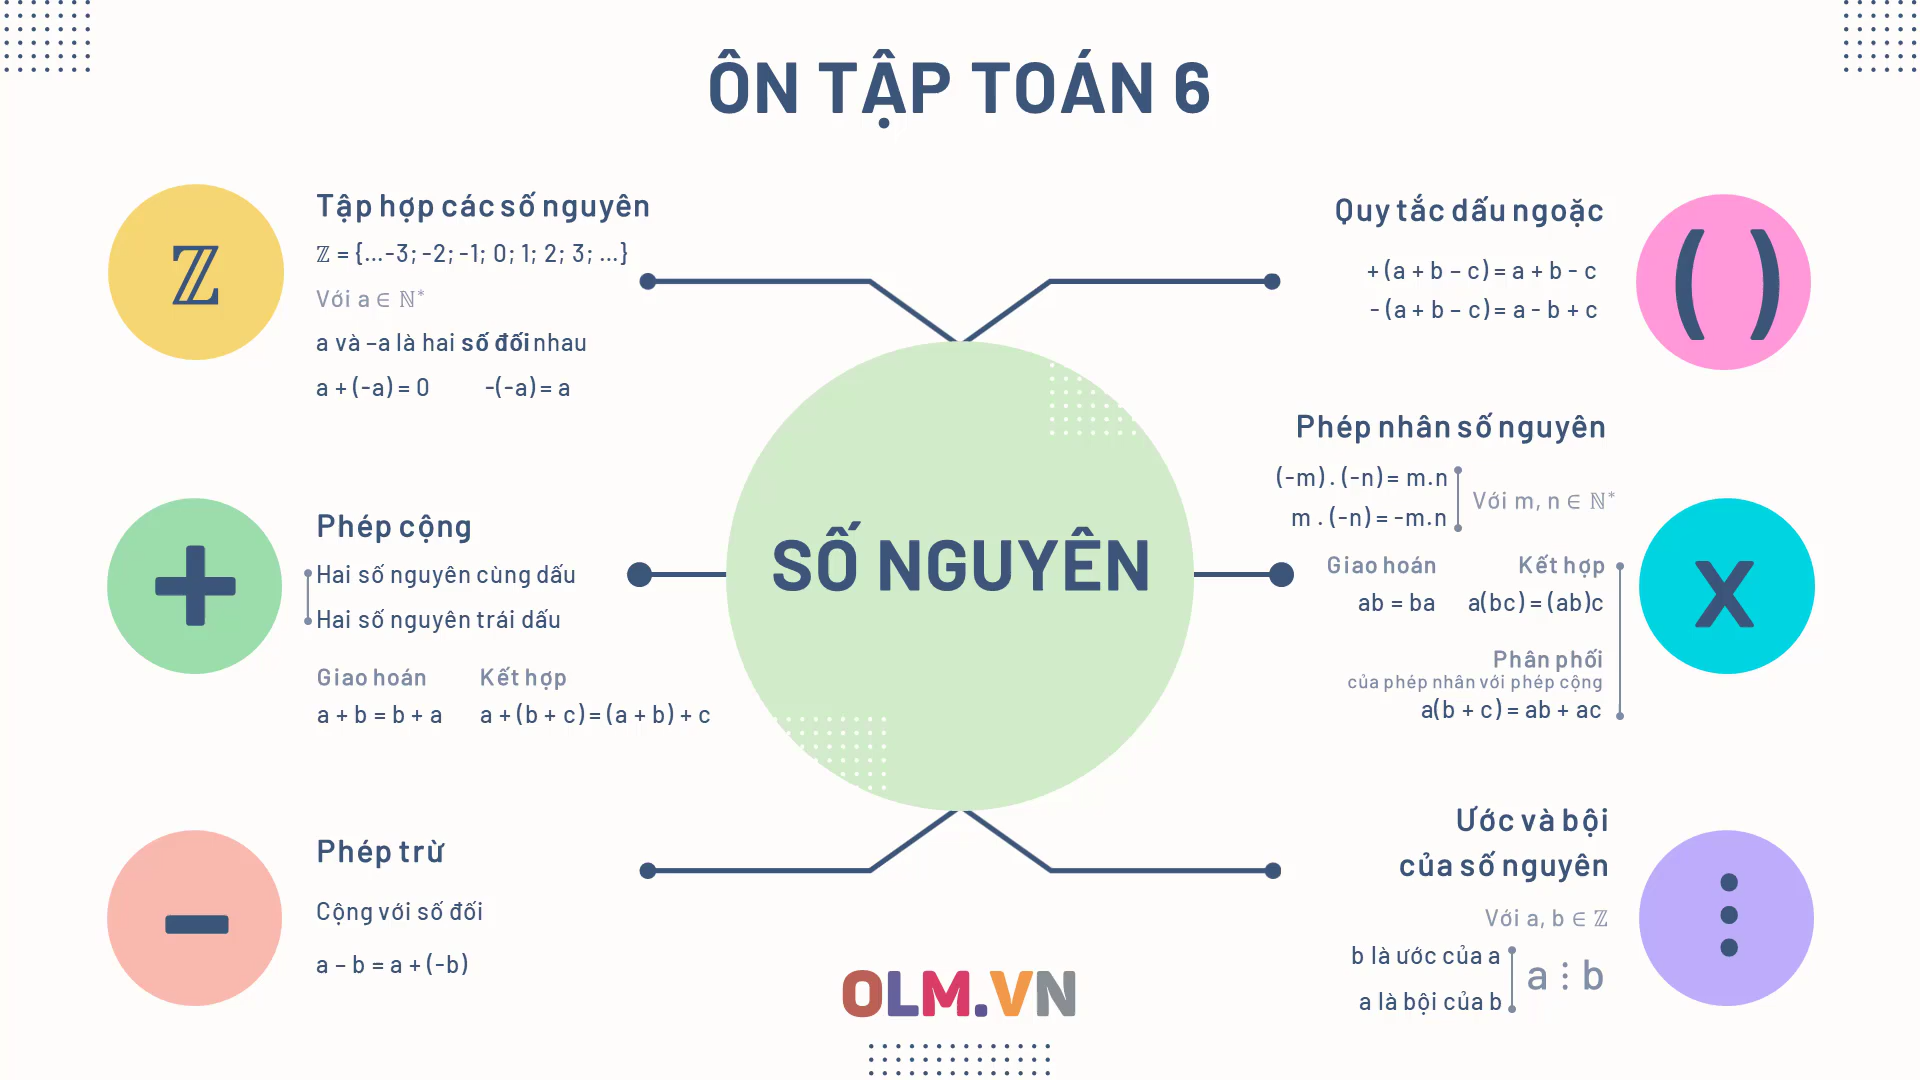 ÔN TẬP TOÁN 6
ℤ
Tập hợp các số nguyên
ℤ = {...-3; -2; -1; 0; 1; 2; 3; ...}
Với a ∈ ℕ*
a và –a là hai số đối nhau
a + (-a) = 0 -(-a) = a
+
Phép cộng
Hai số nguyên cùng dấu
Hai số nguyên trái dấu
Giao hoán Kết hợp
a + b = b + a a + (b + c) = (a + b) + c
−
Phép trừ
Cộng với số đối
a – b = a + (-b)
SỐ NGUYÊN
Quy tắc dấu ngoặc
+ (a + b – c) = a + b - c
- (a + b – c) = a - b + c
( )
Phép nhân số nguyên
(-m) . (-n) = m.n
m . (-n) = -m.n
Với m, n ∈ ℕ*
Giao hoán Kết hợp
ab = ba a(bc) = (ab)c
Phân phối
của phép nhân với phép cộng
a(b + c) = ab + ac
x
Ước và bội
của số nguyên
Với a, b ∈ ℤ
b là ước của a
a là bội của b
a ⋮ b
⋮
OLM.VN